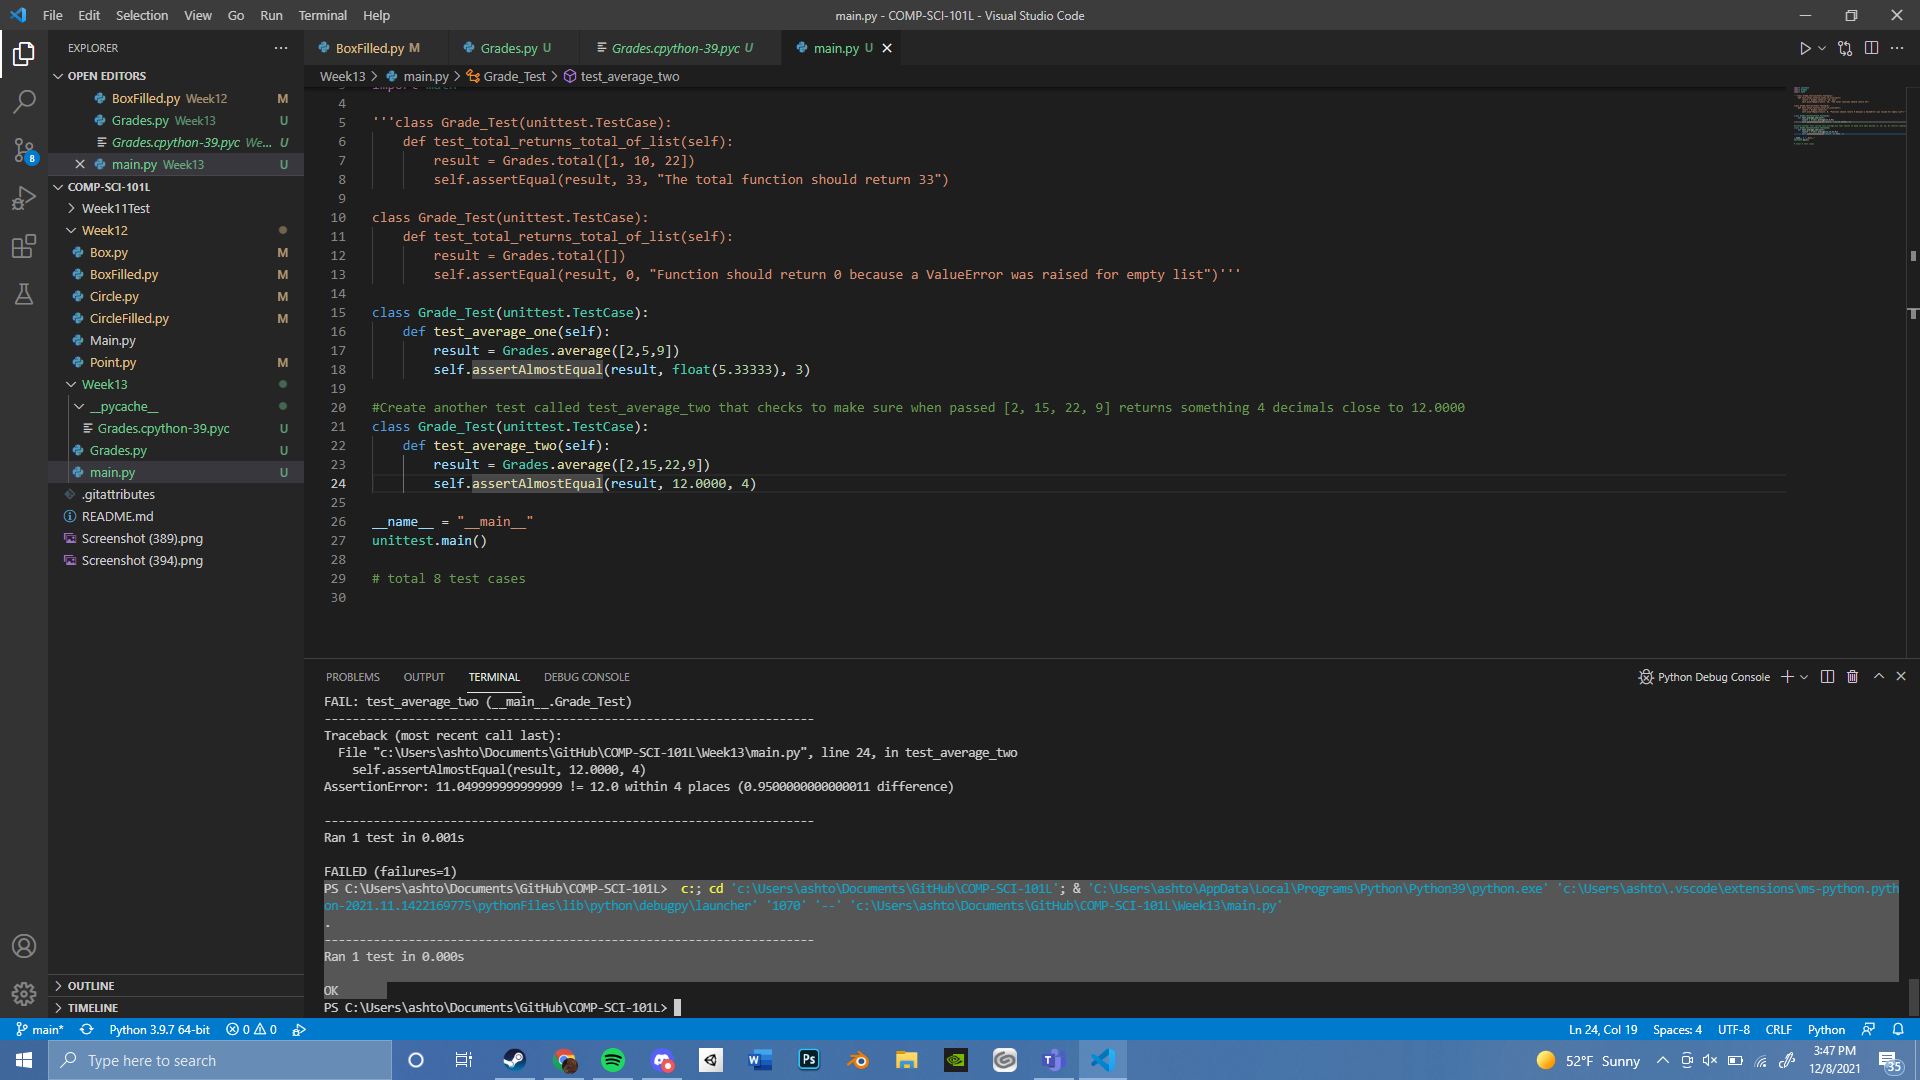 File Edit Selection View Go Run Terminal Help
main.py - COMP-SCI-101L - Visual Studio Code
EXPLORER
OPEN EDITORS
BoxFilled.py Week12 M
Grades.py Week13 U
Grades.cpython-39.pyc We... U
main.py Week13 U
COMP-SCI-101L
Week11Test
Week12
Box.py M
BoxFilled.py M
Circle.py M
CircleFilled.py M
Main.py
Point.py M
Week13
__pycache__
Grades.cpython-39.pyc U
Grades.py U
main.py U
.gitattributes
README.md
Screenshot (389).png
Screenshot (394).png
OUTLINE
TIMELINE
8
BoxFilled.py M Grades.py U Grades.cpython-39.pyc U main.py U
Week13 > main.py > Grade_Test > test_average_two
3 import main
4
5 '''class Grade_Test(unittest.TestCase):
6 def test_total_returns_total_of_list(self):
7 result = Grades.total([1, 10, 22])
8 self.assertEqual(result, 33, "The total function should return 33")
9
10 class Grade_Test(unittest.TestCase):
11 def test_total_returns_total_of_list(self):
12 result = Grades.total([])
13 self.assertEqual(result, 0, "Function should return 0 because a ValueError was raised for empty list")'''
14
15 class Grade_Test(unittest.TestCase):
16 def test_average_one(self):
17 result = Grades.average([2,5,9])
18 self.assertAlmostEqual(result, float(5.33333), 3)
19
20 #Create another test called test_average_two that checks to make sure when passed [2, 15, 22, 9] returns something 4 decimals close to 12.0000
21 class Grade_Test(unittest.TestCase):
22 def test_average_two(self):
23 result = Grades.average([2,15,22,9])
24 self.assertAlmostEqual(result, 12.0000, 4)
25
26 __name__ = "__main__"
27 unittest.main()
28
29 # total 8 test cases
30
PROBLEMS OUTPUT TERMINAL DEBUG CONSOLE
Python Debug Console
FAIL: test_average_two (__main__.Grade_Test)
----------------------------------------------------------------------
Traceback (most recent call last):
File "c:\Users\ashto\Documents\GitHub\COMP-SCI-101L\Week13\main.py", line 24, in test_average_two
self.assertAlmostEqual(result, 12.0000, 4)
AssertionError: 11.049999999999999 != 12.0 within 4 places (0.9500000000000011 difference)
----------------------------------------------------------------------
Ran 1 test in 0.001s
FAILED (failures=1)
PS C:\Users\ashto\Documents\GitHub\COMP-SCI-101L> c:; cd 'c:\Users\ashto\Documents\GitHub\COMP-SCI-101L'; & 'C:\Users\ashto\AppData\Local\Programs\Python\Python39\python.exe' 'c:\Users\ashto\.vscode\extensions\ms-python.pyth
on-2021.11.1422169775\pythonFiles\lib\python\debugpy\launcher' '1070' '--' 'c:\Users\ashto\Documents\GitHub\COMP-SCI-101L\Week13\main.py'
.
----------------------------------------------------------------------
Ran 1 test in 0.000s
OK
PS C:\Users\ashto\Documents\GitHub\COMP-SCI-101L>
main* Python 3.9.7 64-bit 0 0 Ln 24, Col 19 Spaces: 4 UTF-8 CRLF Python
Type here to search
Ps
52°F Sunny
3:47 PM
12/8/2021
35